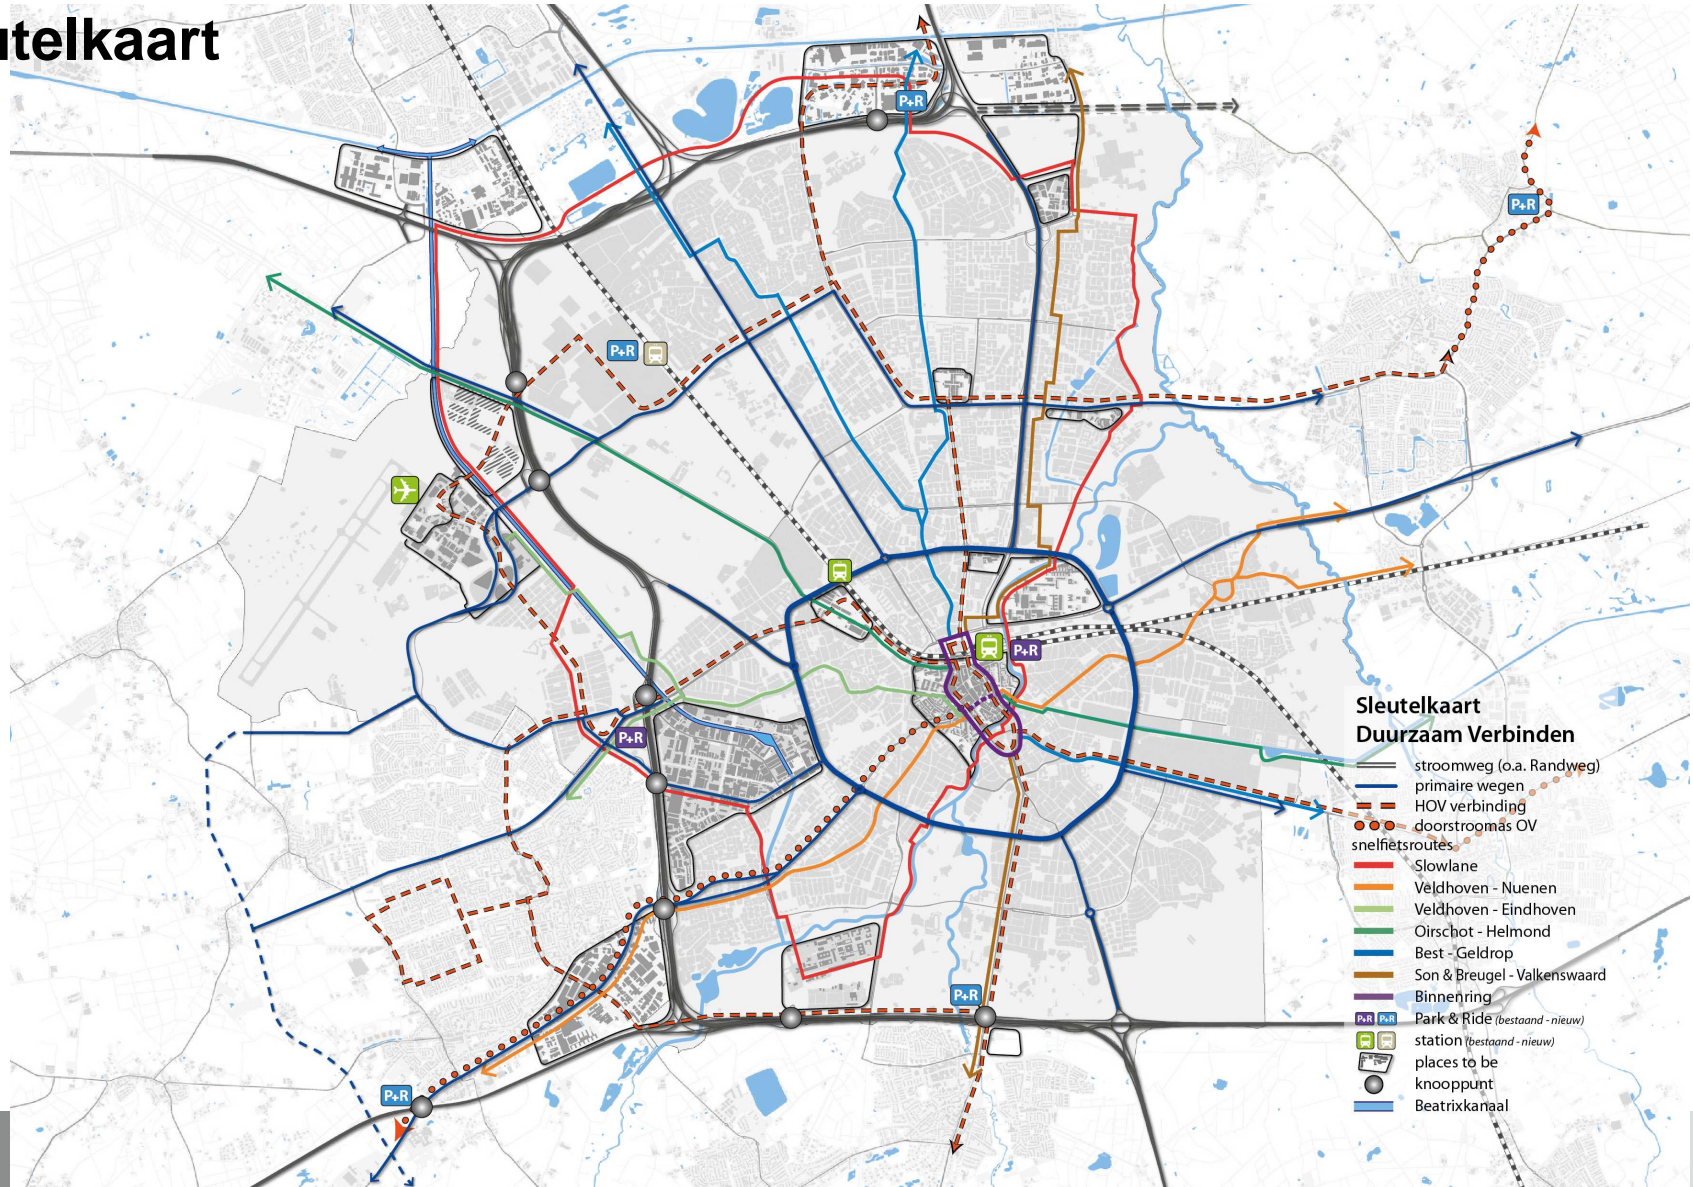 utelkaart
P+R
P+R
P+R
P+R
P+R
P+R
P+R
Sleutelkaart
Duurzaam Verbinden
stroomweg (o.a. Randweg)
primaire wegen
HOV verbinding
doorstroomas OV
snelfietsroutes
Slowlane
Veldhoven - Nuenen
Veldhoven - Eindhoven
Oirschot - Helmond
Best - Geldrop
Son & Breugel - Valkenswaard
Binnenring
P+R P+R Park & Ride (bestaand - nieuw)
station (bestaand - nieuw)
places to be
knooppunt
Beatrixkanaal